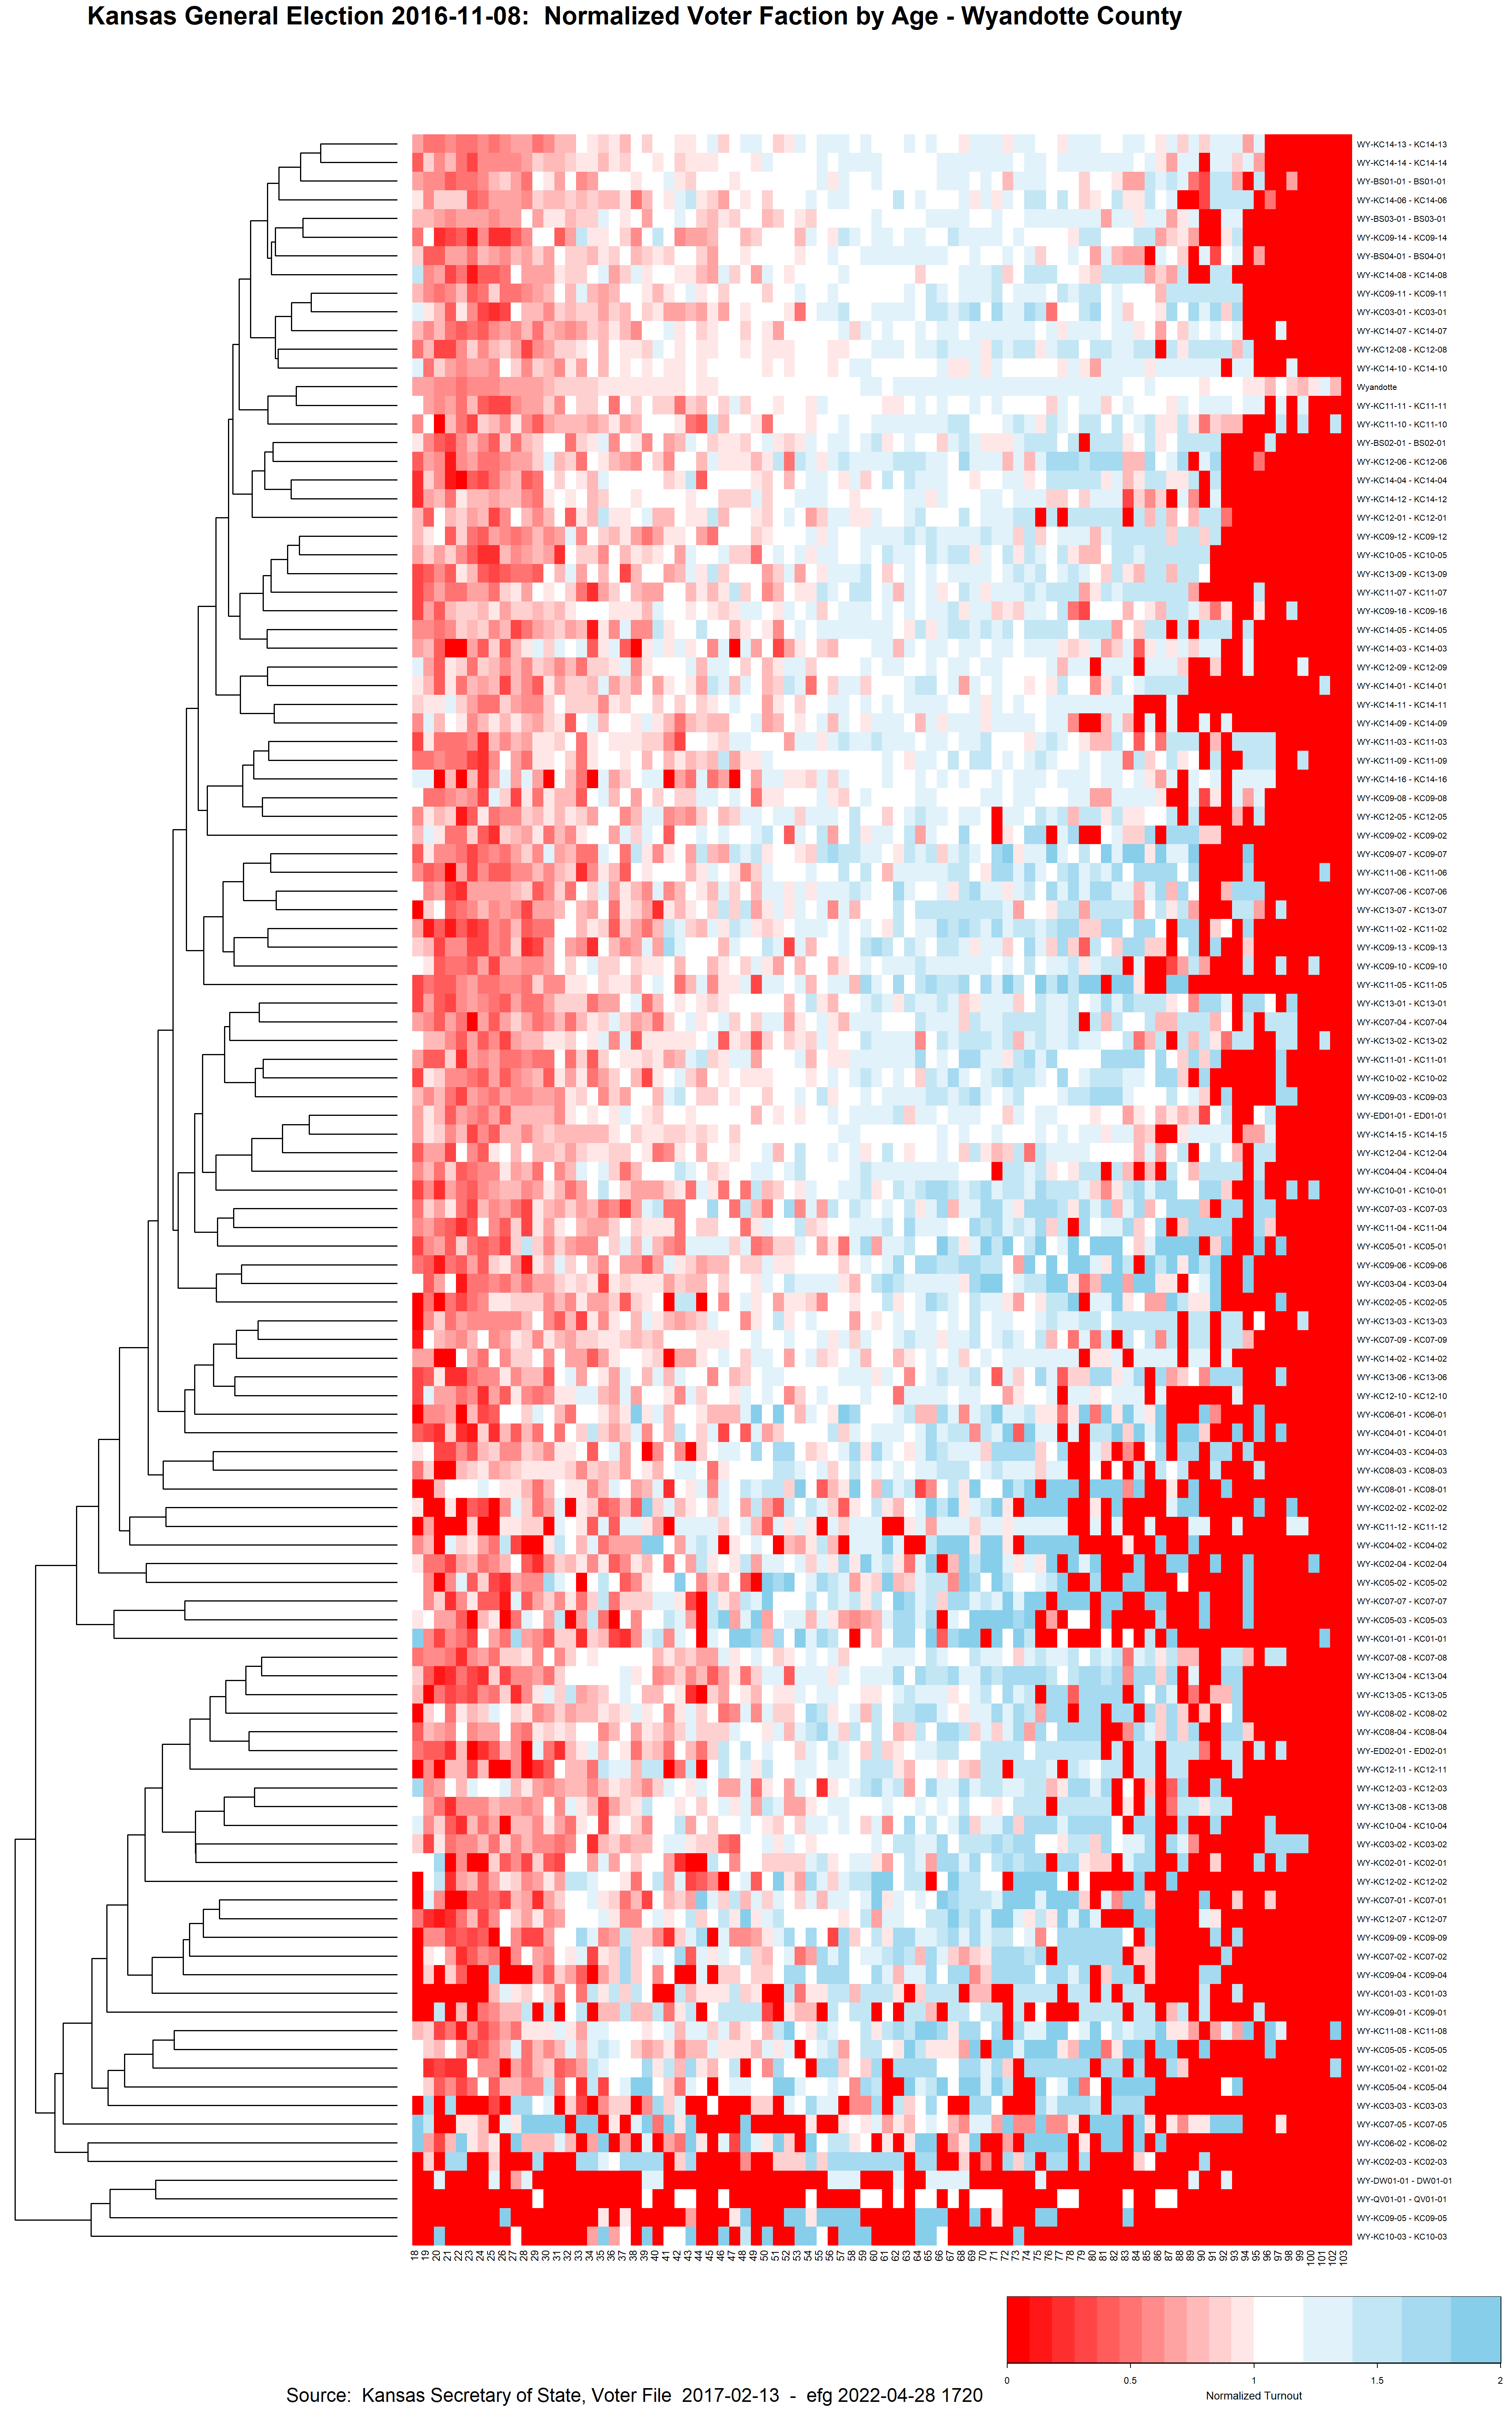 Kansas General Election 2016-11-08:  Normalized Voter Faction by Age - Wyandotte County
WY-KC14-13 - KC14-13
WY-KC14-14 - KC14-14
WY-BS01-01 - BS01-01
WY-KC14-06 - KC14-06
WY-BS03-01 - BS03-01
WY-KC09-14 - KC09-14
WY-BS04-01 - BS04-01
WY-KC14-08 - KC14-08
WY-KC09-11 - KC09-11
WY-KC03-01 - KC03-01
WY-KC14-07 - KC14-07
WY-KC12-08 - KC12-08
WY-KC14-10 - KC14-10
Wyandotte
WY-KC11-11 - KC11-11
WY-KC11-10 - KC11-10
WY-BS02-01 - BS02-01
WY-KC12-06 - KC12-06
WY-KC14-04 - KC14-04
WY-KC14-12 - KC14-12
WY-KC12-01 - KC12-01
WY-KC09-12 - KC09-12
WY-KC10-05 - KC10-05
WY-KC13-09 - KC13-09
WY-KC11-07 - KC11-07
WY-KC09-16 - KC09-16
WY-KC14-05 - KC14-05
WY-KC14-03 - KC14-03
WY-KC12-09 - KC12-09
WY-KC14-01 - KC14-01
WY-KC14-11 - KC14-11
WY-KC14-09 - KC14-09
WY-KC11-03 - KC11-03
WY-KC11-09 - KC11-09
WY-KC14-16 - KC14-16
WY-KC09-08 - KC09-08
WY-KC12-05 - KC12-05
WY-KC09-02 - KC09-02
WY-KC09-07 - KC09-07
WY-KC11-06 - KC11-06
WY-KC07-06 - KC07-06
WY-KC13-07 - KC13-07
WY-KC11-02 - KC11-02
WY-KC09-13 - KC09-13
WY-KC09-10 - KC09-10
WY-KC11-05 - KC11-05
WY-KC13-01 - KC13-01
WY-KC07-04 - KC07-04
WY-KC13-02 - KC13-02
WY-KC11-01 - KC11-01
WY-KC10-02 - KC10-02
WY-KC09-03 - KC09-03
WY-ED01-01 - ED01-01
WY-KC14-15 - KC14-15
WY-KC12-04 - KC12-04
WY-KC04-04 - KC04-04
WY-KC10-01 - KC10-01
WY-KC07-03 - KC07-03
WY-KC11-04 - KC11-04
WY-KC05-01 - KC05-01
WY-KC09-06 - KC09-06
WY-KC03-04 - KC03-04
WY-KC02-05 - KC02-05
WY-KC13-03 - KC13-03
WY-KC07-09 - KC07-09
WY-KC14-02 - KC14-02
WY-KC13-06 - KC13-06
WY-KC12-10 - KC12-10
WY-KC06-01 - KC06-01
WY-KC04-01 - KC04-01
WY-KC04-03 - KC04-03
WY-KC08-03 - KC08-03
WY-KC08-01 - KC08-01
WY-KC02-02 - KC02-02
WY-KC11-12 - KC11-12
WY-KC04-02 - KC04-02
WY-KC02-04 - KC02-04
WY-KC05-02 - KC05-02
WY-KC07-07 - KC07-07
WY-KC05-03 - KC05-03
WY-KC01-01 - KC01-01
WY-KC07-08 - KC07-08
WY-KC13-04 - KC13-04
WY-KC13-05 - KC13-05
WY-KC08-02 - KC08-02
WY-KC08-04 - KC08-04
WY-ED02-01 - ED02-01
WY-KC12-11 - KC12-11
WY-KC12-03 - KC12-03
WY-KC13-08 - KC13-08
WY-KC10-04 - KC10-04
WY-KC03-02 - KC03-02
WY-KC02-01 - KC02-01
WY-KC12-02 - KC12-02
WY-KC07-01 - KC07-01
WY-KC12-07 - KC12-07
WY-KC09-09 - KC09-09
WY-KC07-02 - KC07-02
WY-KC09-04 - KC09-04
WY-KC01-03 - KC01-03
WY-KC09-01 - KC09-01
WY-KC11-08 - KC11-08
WY-KC05-05 - KC05-05
WY-KC01-02 - KC01-02
WY-KC05-04 - KC05-04
WY-KC03-03 - KC03-03
WY-KC07-05 - KC07-05
WY-KC06-02 - KC06-02
WY-KC02-03 - KC02-03
WY-DW01-01 - DW01-01
WY-QV01-01 - QV01-01
WY-KC09-05 - KC09-05
WY-KC10-03 - KC10-03
18 19 20 21 22 23 24 25 26 27 28 29 30 31 32 33 34 35 36 37 38 39 40 41 42 43 44 45 46 47 48 49 50 51 52 53 54 55 56 57 58 59 60 61 62 63 64 65 66 67 68 69 70 71 72 73 74 75 76 77 78 79 80 81 82 83 84 85 86 87 88 89 90 91 92 93 94 95 96 97 98 99 100 101 102 103
0 0.5 1 1.5 2
Normalized Turnout
Source:  Kansas Secretary of State, Voter File  2017-02-13  -  efg 2022-04-28 1720